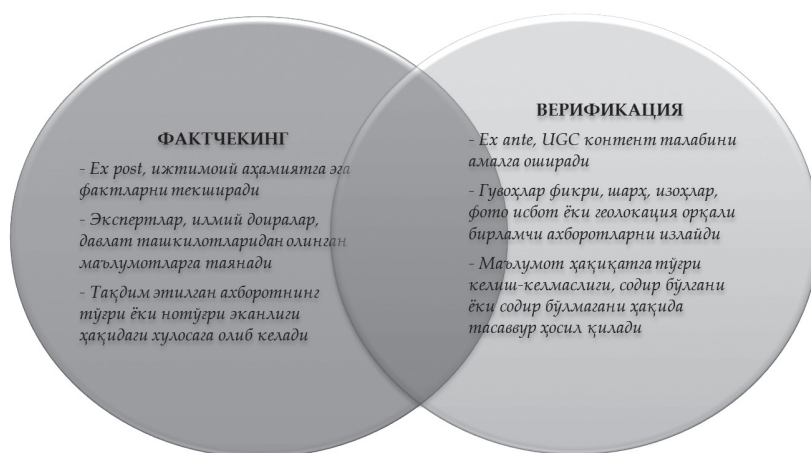 ФАКТЧЕКИНГ
- Ex post, ижтимоий аҳамиятга эга
фактларни текширади
- Экспертлар, илмий доиралар,
давлат ташкилотларидан олинган
маълумотларга таянади
- Тақдим этилган ахборотнинг
тўғри ёки нотўғри эканлиги
ҳақидаги хулосага олиб келади
ВЕРИФИКАЦИЯ
- Ex ante, UGC контент талабини
амалга оширади
- Гувоҳлар фикри, шарҳ, изоҳлар,
фото исбот ёки геолокация орқали
бирламчи ахборотларни излайди
- Маълумот ҳақиқатга тўғри
келиш-келмаслиги, содир бўлгани
ёки содир бўлмагани ҳақида
тасаввур ҳосил қилади